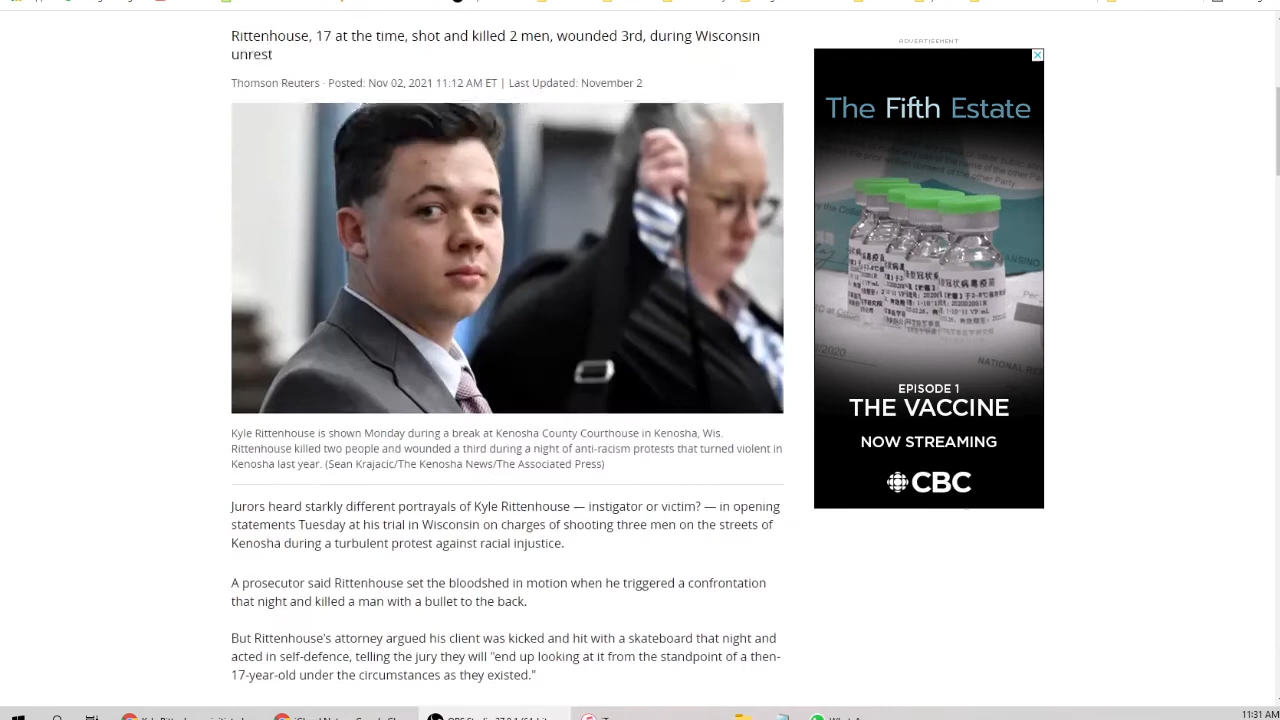 Rittenhouse, 17 at the time, shot and killed 2 men, wounded 3rd, during Wisconsin
unrest
Thomson Reuters · Posted: Nov 02, 2021 11:12 AM ET | Last Updated: November 2
Kyle Rittenhouse is shown Monday during a break at Kenosha County Courthouse in Kenosha, Wis.
Rittenhouse killed two people and wounded a third during a night of anti-racism protests that turned violent in
Kenosha last year. (Sean Krajacic/The Kenosha News/The Associated Press)
Jurors heard starkly different portrayals of Kyle Rittenhouse — instigator or victim? — in opening
statements Tuesday at his trial in Wisconsin on charges of shooting three men on the streets of
Kenosha during a turbulent protest against racial injustice.
A prosecutor said Rittenhouse set the bloodshed in motion when he triggered a confrontation
that night and killed a man with a bullet to the back.
But Rittenhouse's attorney argued his client was kicked and hit with a skateboard that night and
acted in self-defence, telling the jury they will "end up looking at it from the standpoint of a then-
17-year-old under the circumstances as they existed."
ADVERTISEMENT
The Fifth Estate
NATIONAL
EPISODE 1
THE VACCINE
NOW STREAMING
CBC
11:31 AM